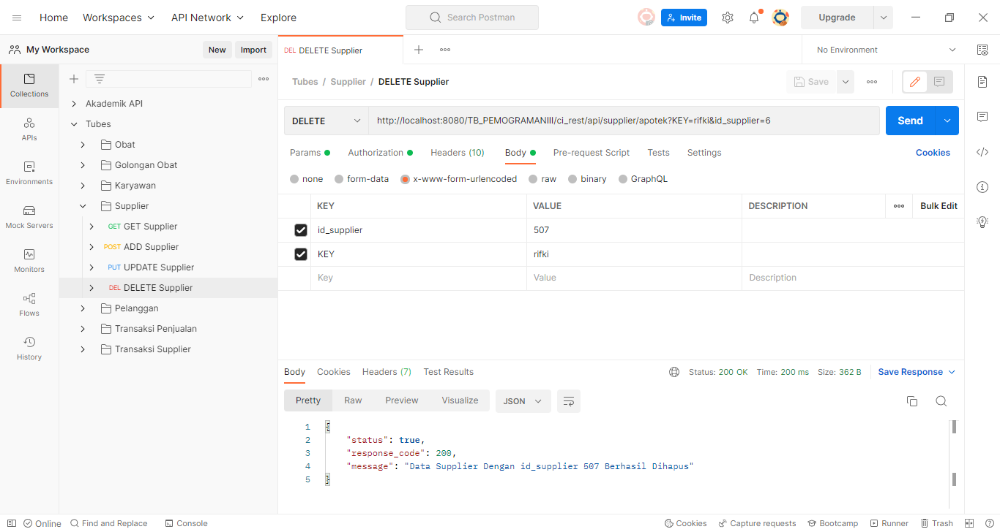 Home Workspaces API Network Explore Search Postman Invite Upgrade
My Workspace New Import DEL DELETE Supplier No Environment
Collections
APIs
Environments
Mock Servers
Monitors
Flows
History
Akademik API
Tubes
Obat
Golongan Obat
Karyawan
Supplier
GET GET Supplier
POST ADD Supplier
PUT UPDATE Supplier
DEL DELETE Supplier
Pelanggan
Transaksi Penjualan
Transaksi Supplier
Tubes / Supplier / DELETE Supplier Save
DELETE http://localhost:8080/TB_PEMOGRAMANIII/ci_rest/api/supplier/apotek?KEY=rifki&id_supplier=6 Send
Params Authorization Headers (10) Body Pre-request Script Tests Settings Cookies
none form-data x-www-form-urlencoded raw binary GraphQL
KEY VALUE DESCRIPTION Bulk Edit
id_supplier 507
KEY rifki
Key Value Description
Body Cookies Headers (7) Test Results Status: 200 OK Time: 200 ms Size: 362 B Save Response
Pretty Raw Preview Visualize JSON
1 {
2 "status": true,
3 "response_code": 200,
4 "message": "Data Supplier Dengan id_supplier 507 Berhasil Dihapus"
5 }
Online Find and Replace Console Cookies Capture requests Bootcamp Runner Trash